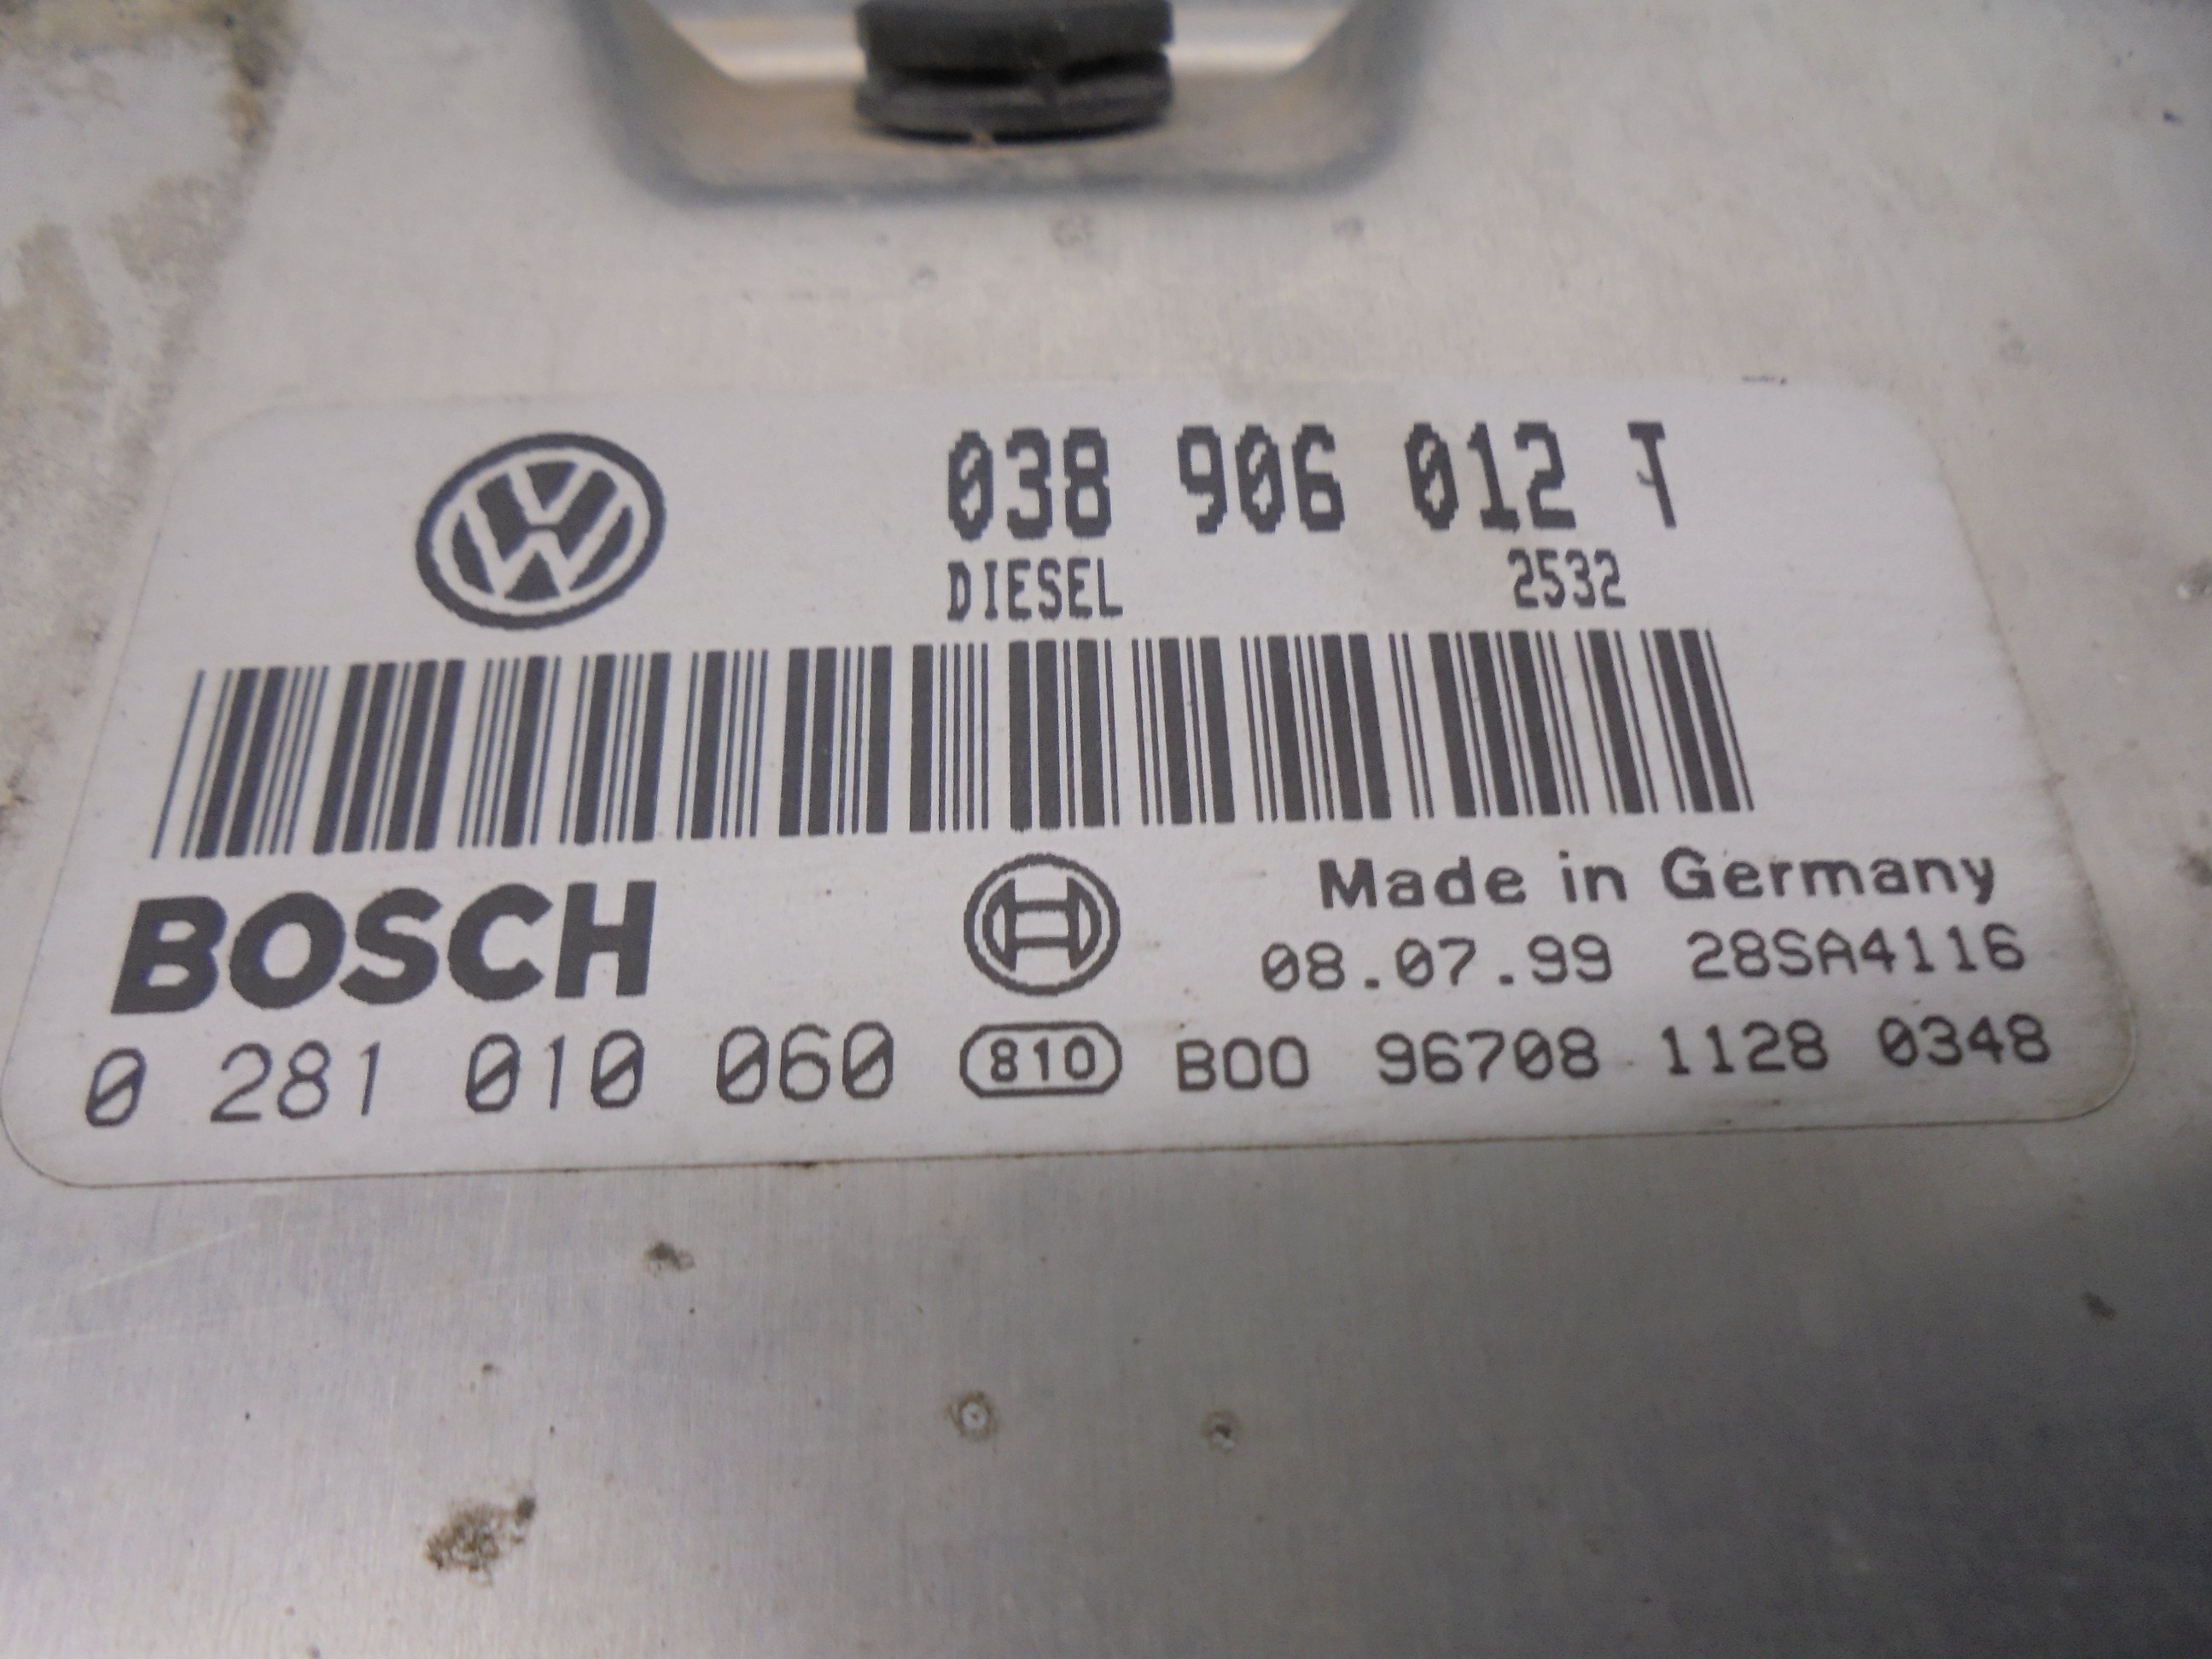 038 906 012 T
DIESEL 2532
BOSCH
Made in Germany
08.07.99 28SA4116
0 281 010 060 810 B00 96708 1128 0348